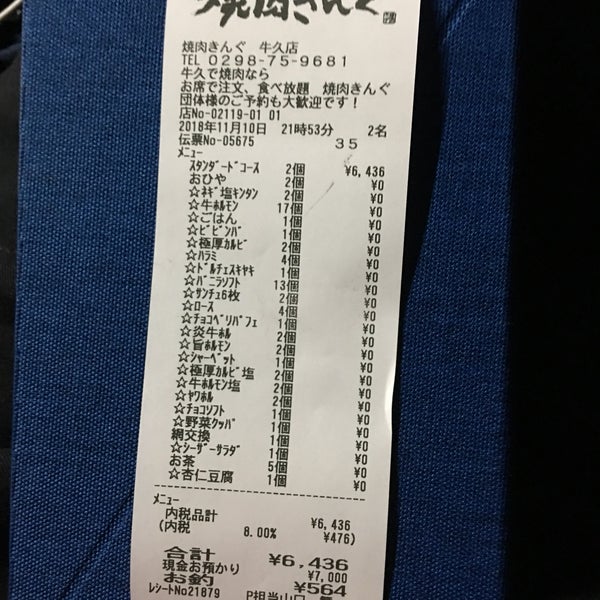 焼肉きんぐ
焼肉きんぐ 牛久店
TEL 0298-75-9681
牛久で焼肉なら
お席で注文、食べ放題 焼肉きんぐ
団体様のご予約も大歓迎です！
店No-02119-01 01
2018年11月10日 21時53分 2名
伝票No-05675 35
ﾒﾆｭｰ
ｽﾀﾝﾀﾞｰﾄﾞｺｰｽ 2個 ¥6,436
おひや 2個 ¥0
☆ﾈｷﾞ塩ｷﾝﾀﾝ 2個 ¥0
☆牛ﾎﾙﾓﾝ 17個 ¥0
☆ごはん 1個 ¥0
☆ﾋﾞﾋﾞﾝﾊﾞ 1個 ¥0
☆極厚ｶﾙﾋﾞ 2個 ¥0
☆ﾊﾗﾐ 4個 ¥0
☆ﾄﾞﾙﾁｪｽｷﾔｷ 1個 ¥0
☆ﾊﾞﾆﾗｿﾌﾄ 13個 ¥0
☆ｻﾝﾁｭ6枚 2個 ¥0
☆ﾛｰｽ 4個 ¥0
☆ﾁｮｺﾍﾞﾘﾊﾟﾌｪ 1個 ¥0
☆炎牛ﾎﾙ 2個 ¥0
☆旨ﾎﾙﾓﾝ 2個 ¥0
☆ｼｬｰﾍﾞｯﾄ 1個 ¥0
☆極厚ｶﾙﾋﾞ塩 2個 ¥0
☆牛ﾎﾙﾓﾝ塩 2個 ¥0
☆ﾔﾜﾎﾙ 2個 ¥0
☆ﾁｮｺｿﾌﾄ 1個 ¥0
☆野菜ｸｯﾊﾟ 1個 ¥0
網交換 1個 ¥0
☆ｼｰｻﾞｰｻﾗﾀﾞ 1個 ¥0
お茶 5個 ¥0
☆杏仁豆腐 1個 ¥0
ﾒﾆｭｰ
内税品計 ¥6,436
(内税 8.00% ¥476)
合計 ¥6,436
現金お預かり ¥7,000
お釣 ¥564
ﾚｼｰﾄNo21879 P担当山口